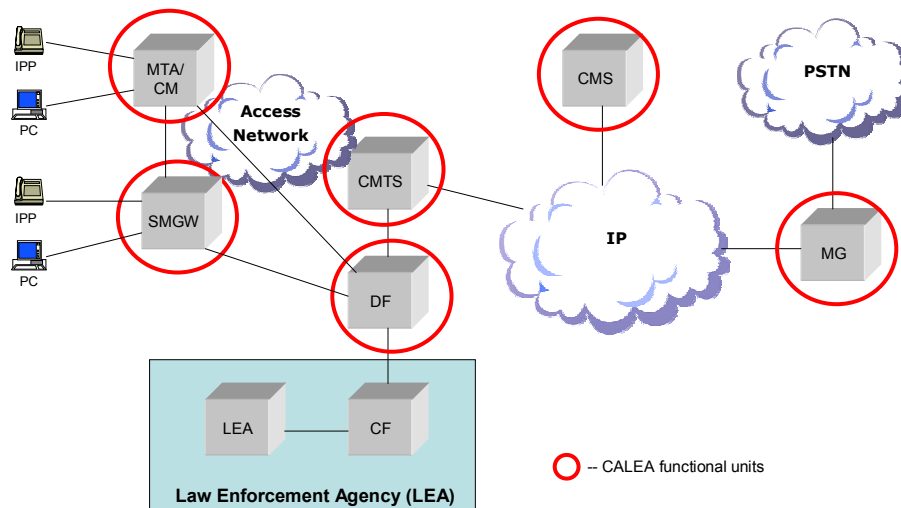 IPP
MTA/
CM
PC
Access
Network
CMS
PSTN
IPP
SMGW
PC
CMTS
IP
MG
DF
LEA
CF
Law Enforcement Agency (LEA)
-- CALEA functional units